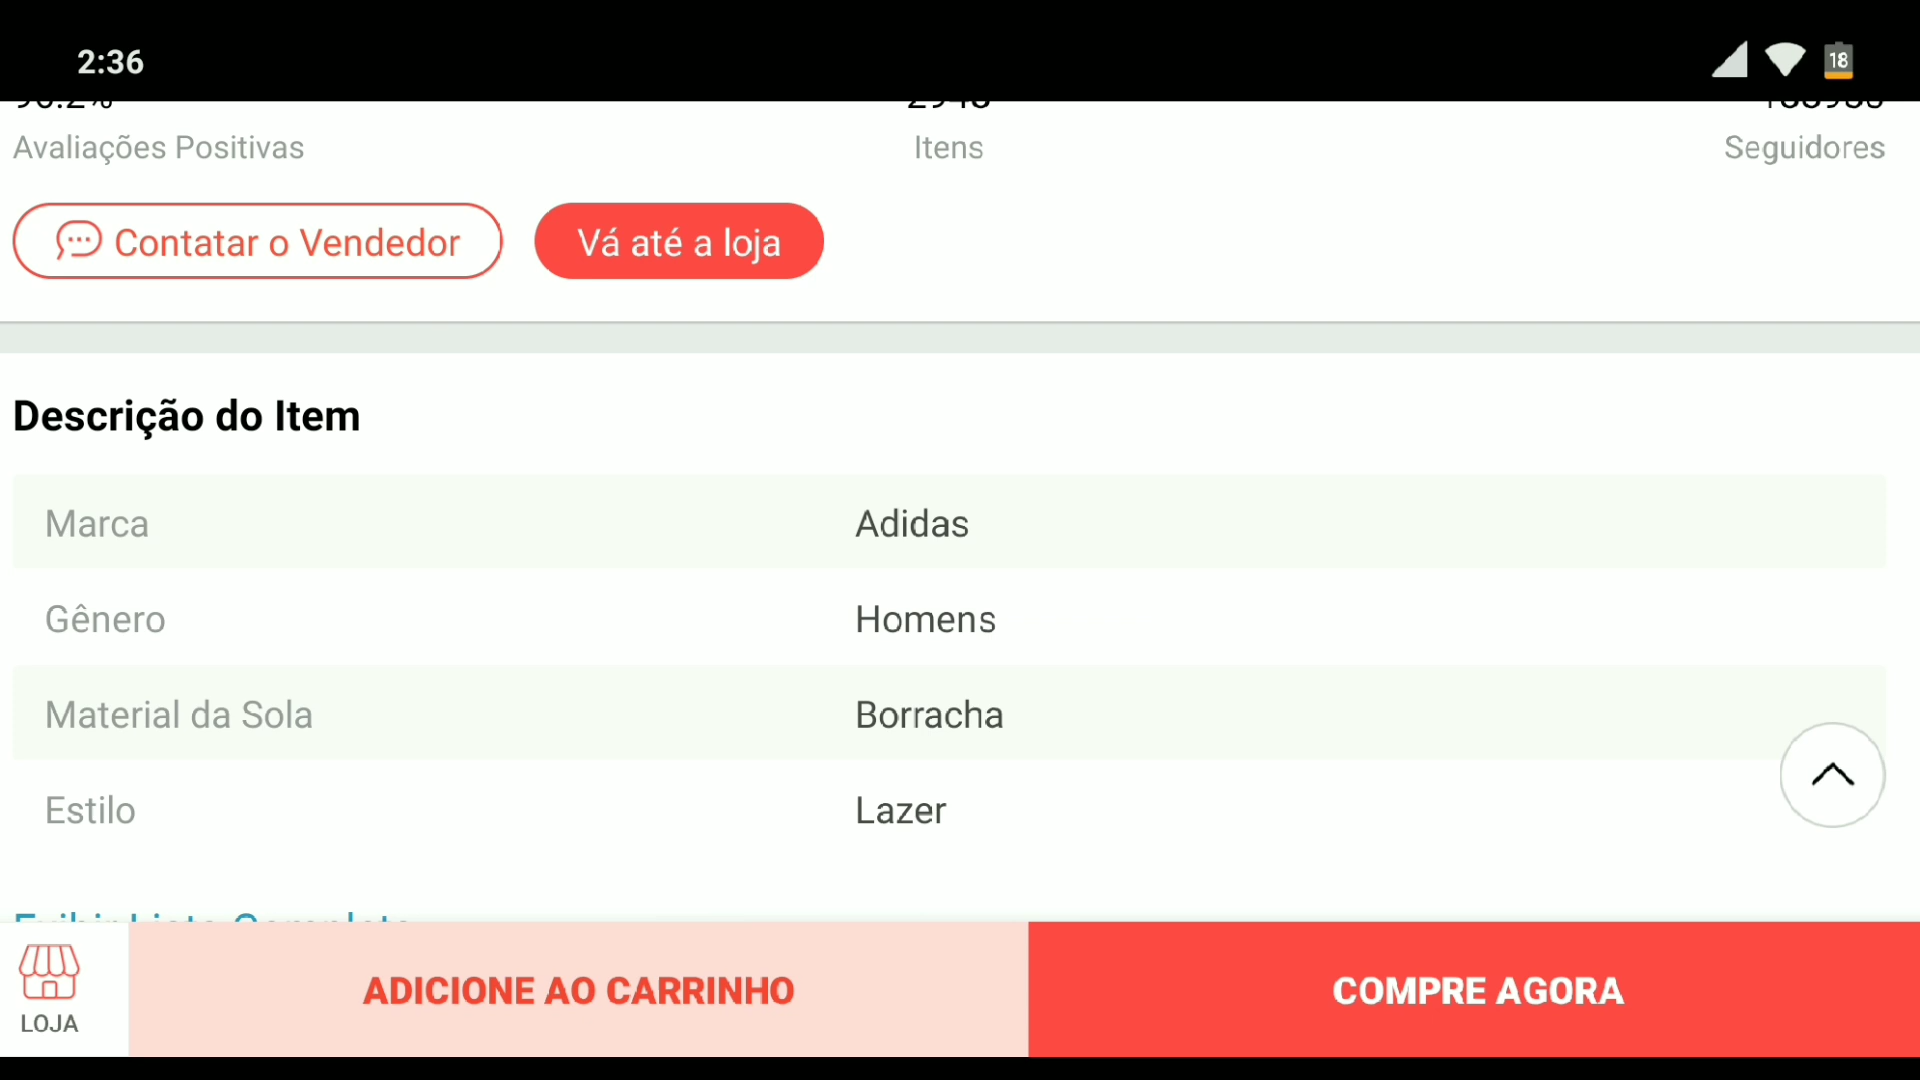 2:36
18
Avaliações Positivas
Itens
Seguidores
Contatar o Vendedor
Vá até a loja
Descrição do Item
Marca Adidas
Gênero Homens
Material da Sola Borracha
Estilo Lazer
LOJA
ADICIONE AO CARRINHO
COMPRE AGORA